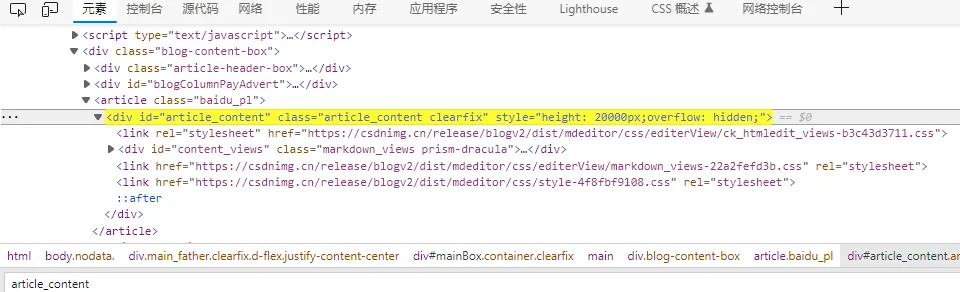 元素 控制台 源代码 网络 性能 内存 应用程序 安全性 Lighthouse CSS 概述 网络控制台
<script type="text/javascript">…</script>
<div class="blog-content-box">
<div class="article-header-box">…</div>
<div id="blogColumnPayAdvert">…</div>
<article class="baidu_pl">
<div id="article_content" class="article_content clearfix" style="height: 20000px;overflow: hidden;"> == $0
<link rel="stylesheet" href="https://csdnimg.cn/release/blogv2/dist/mdeditor/css/editerView/ck_htmledit_views-b3c43d3711.css">
<div id="content_views" class="markdown_views prism-dracula">…</div>
<link href="https://csdnimg.cn/release/blogv2/dist/mdeditor/css/editerView/markdown_views-22a2fefd3b.css" rel="stylesheet">
<link href="https://csdnimg.cn/release/blogv2/dist/mdeditor/css/style-4f8fbf9108.css" rel="stylesheet">
::after
</div>
</article>
html body.nodata. div.main_father.clearfix.d-flex.justify-content-center div#mainBox.container.clearfix main div.blog-content-box article.baidu_pl div#article_content.ar
article_content